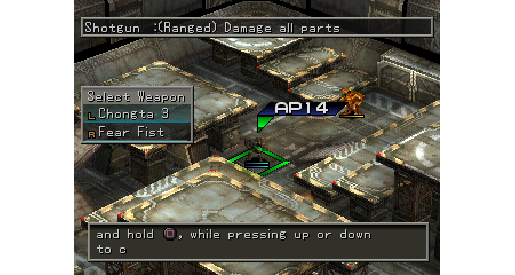 Shotgun :(Ranged) Damage all parts
Select Weapon
L Chongta 3
R Fear Fist
AP14
and hold □, while pressing up or down
to c